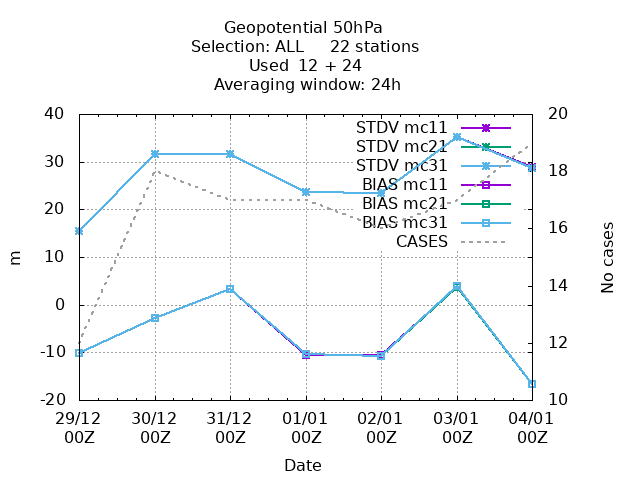 Geopotential 50hPa
Selection: ALL 22 stations
Used 12 + 24
Averaging window: 24h
40
30
20
10
0
-10
-20
m
20
18
16
14
12
10
No cases
STDV mc11
STDV mc21
STDV mc31
BIAS mc11
BIAS mc21
BIAS mc31
CASES
29/12 30/12 31/12 01/01 02/01 03/01 04/01
00Z 00Z 00Z 00Z 00Z 00Z 00Z
Date